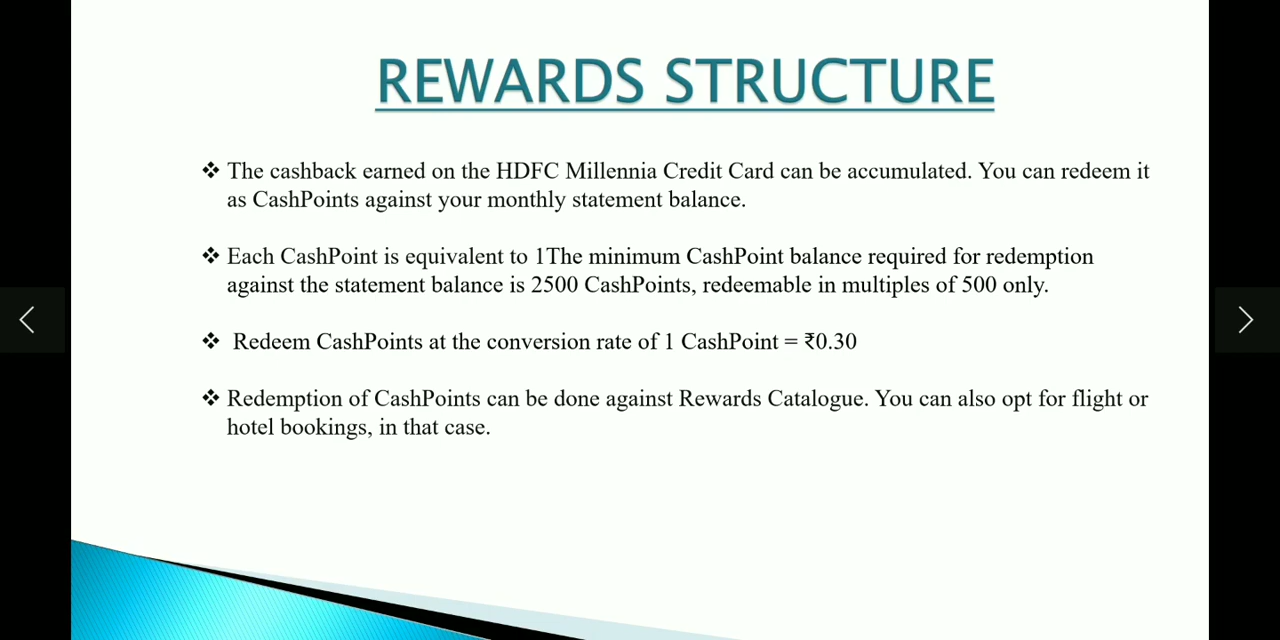 REWARDS STRUCTURE
❖ The cashback earned on the HDFC Millennia Credit Card can be accumulated. You can redeem it
as CashPoints against your monthly statement balance.
❖ Each CashPoint is equivalent to 1The minimum CashPoint balance required for redemption
against the statement balance is 2500 CashPoints, redeemable in multiples of 500 only.
❖ Redeem CashPoints at the conversion rate of 1 CashPoint = ₹0.30
❖ Redemption of CashPoints can be done against Rewards Catalogue. You can also opt for flight or
hotel bookings, in that case.